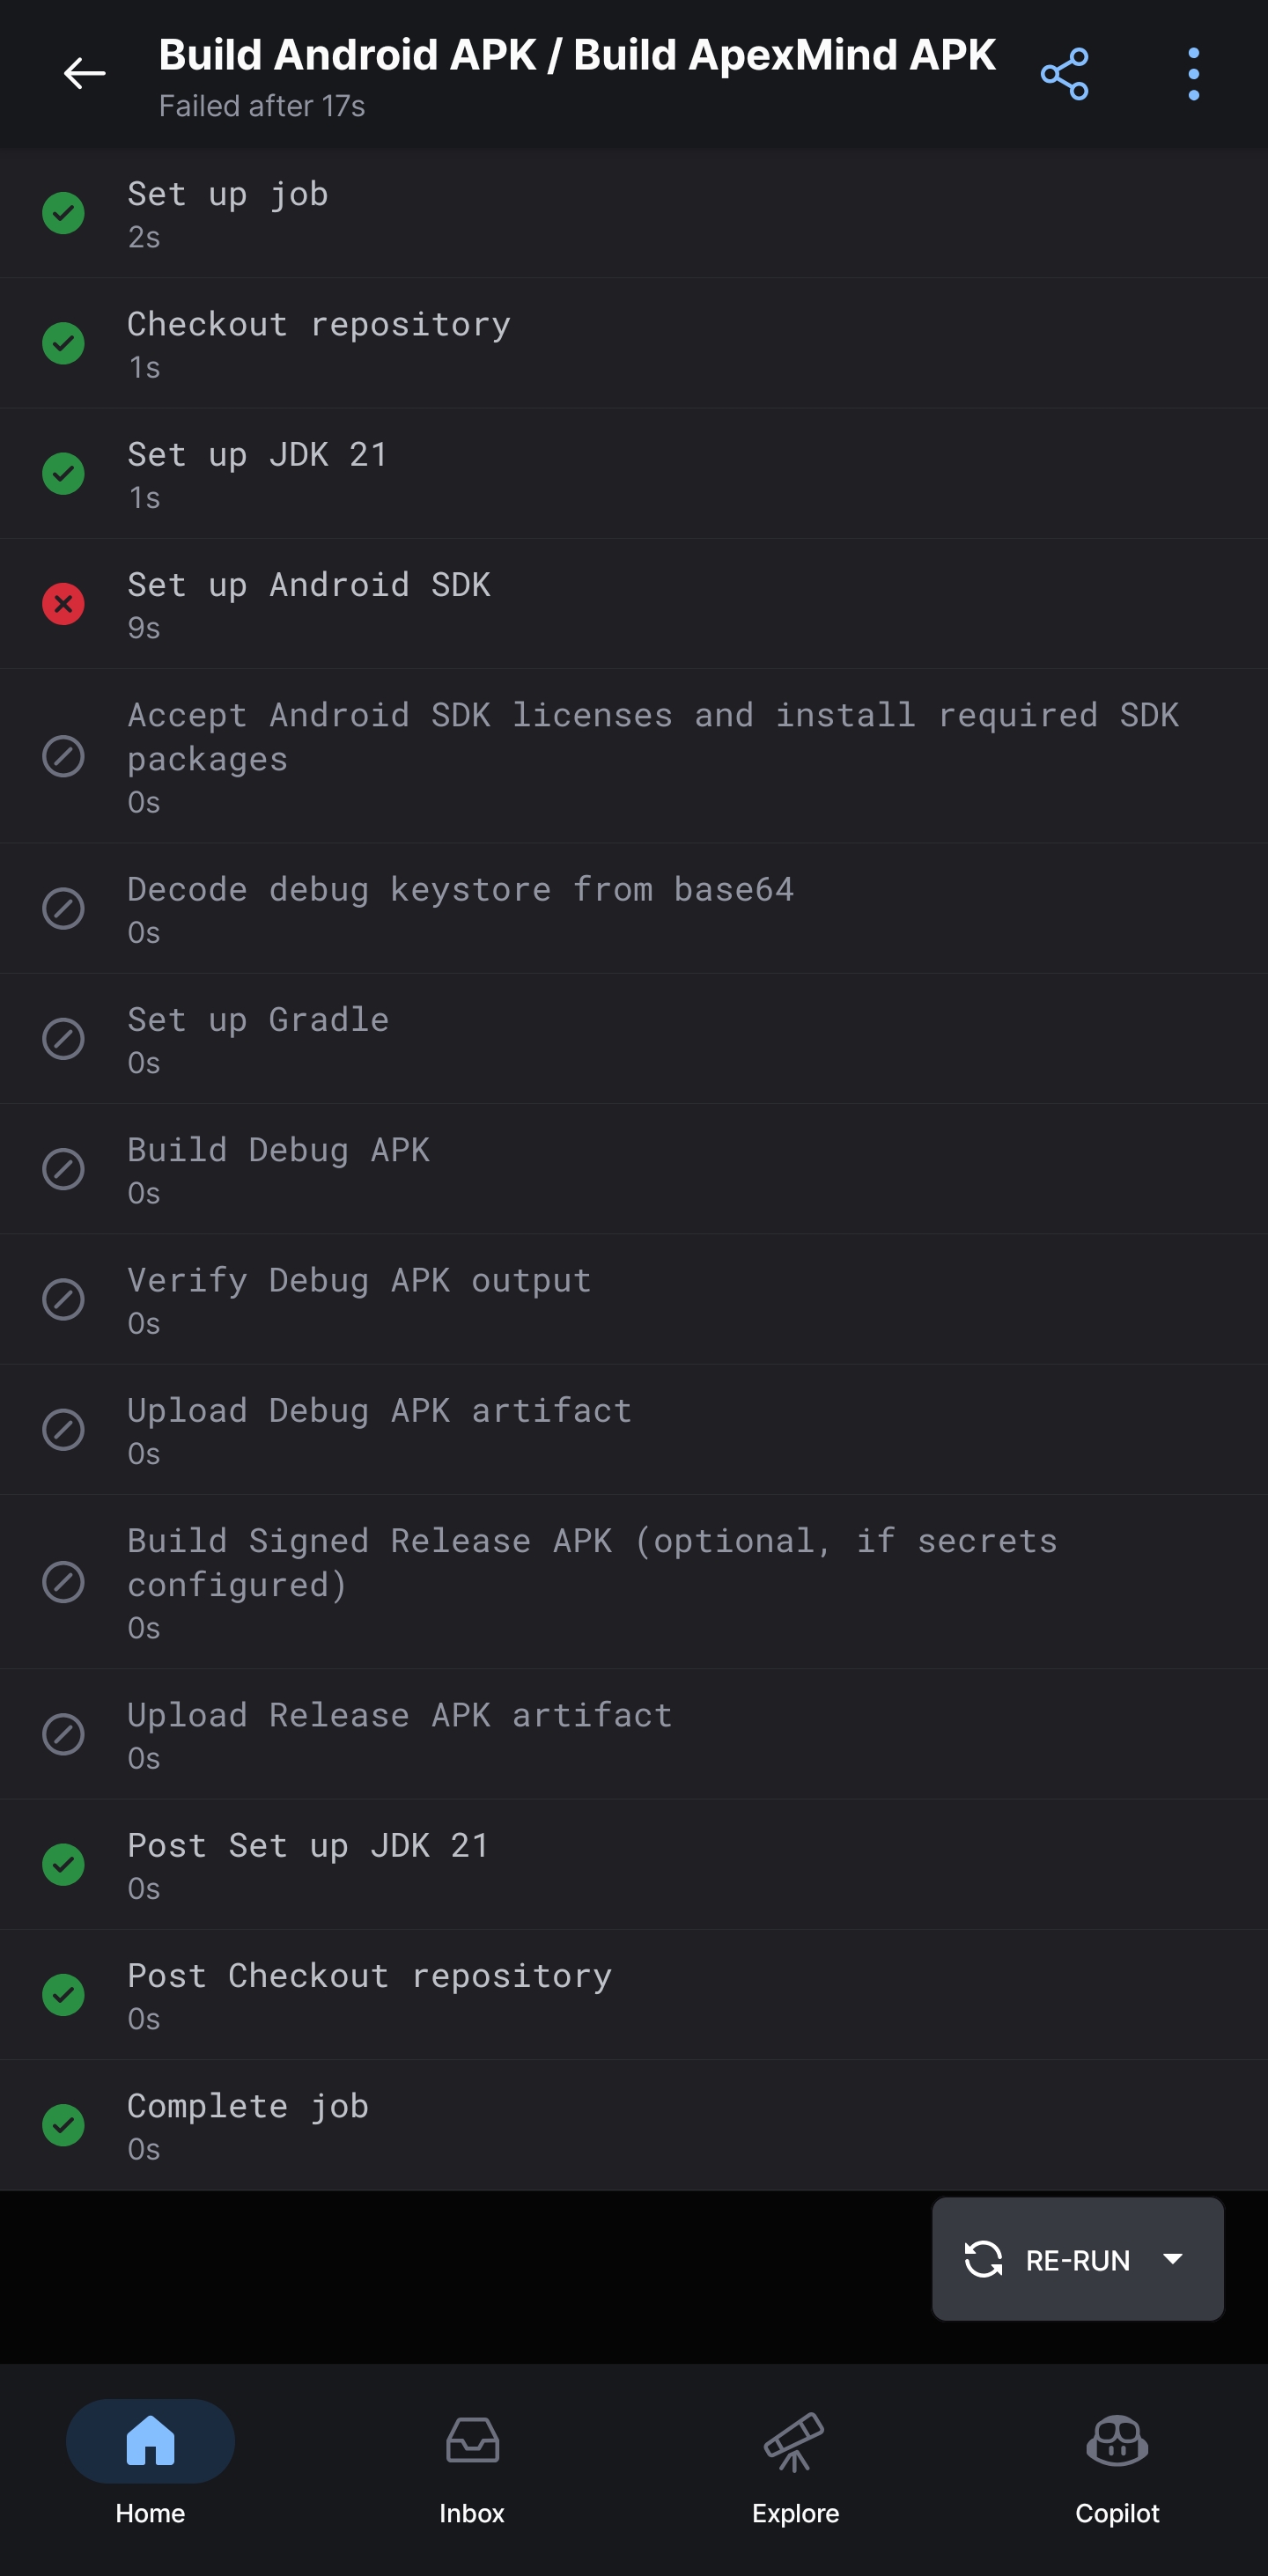 Build Android APK / Build ApexMind APK
Failed after 17s
Set up job
2s
Checkout repository
1s
Set up JDK 21
1s
Set up Android SDK
9s
Accept Android SDK licenses and install required SDK
packages
0s
Decode debug keystore from base64
0s
Set up Gradle
0s
Build Debug APK
0s
Verify Debug APK output
0s
Upload Debug APK artifact
0s
Build Signed Release APK (optional, if secrets
configured)
0s
Upload Release APK artifact
0s
Post Set up JDK 21
0s
Post Checkout repository
0s
Complete job
0s
RE-RUN
Home
Inbox
Explore
Copilot